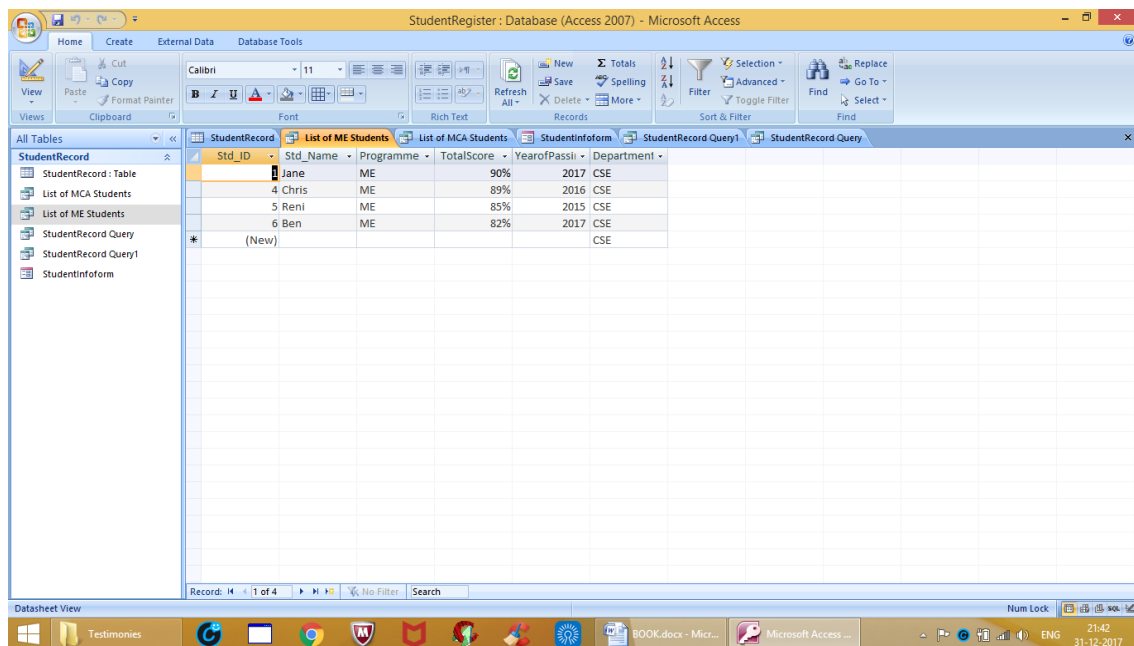 StudentRegister : Database (Access 2007) - Microsoft Access
Home Create External Data Database Tools
View
Views
Paste
Cut
Copy
Format Painter
Clipboard
Calibri 11
B I U A
Font
Rich Text
Refresh All
New
Save
Delete
Σ Totals
ABC Spelling
More
Records
Filter
Selection
Advanced
Toggle Filter
Sort & Filter
Find
Replace
Go To
Select
Find
All Tables
StudentRecord
StudentRecord : Table
List of MCA Students
List of ME Students
StudentRecord Query
StudentRecord Query1
StudentInfoform
StudentRecord List of ME Students List of MCA Students StudentInfoform StudentRecord Query1 StudentRecord Query
Std_ID Std_Name Programme TotalScore YearofPassi Department
1 Jane ME 90% 2017 CSE
4 Chris ME 89% 2016 CSE
5 Reni ME 85% 2015 CSE
6 Ben ME 82% 2017 CSE
(New) CSE
Record: 1 of 4 No Filter Search
Datasheet View Num Lock SQL
Testimonies BOOK.docx - Micr... Microsoft Access ... ENG 21:42
31-12-2017